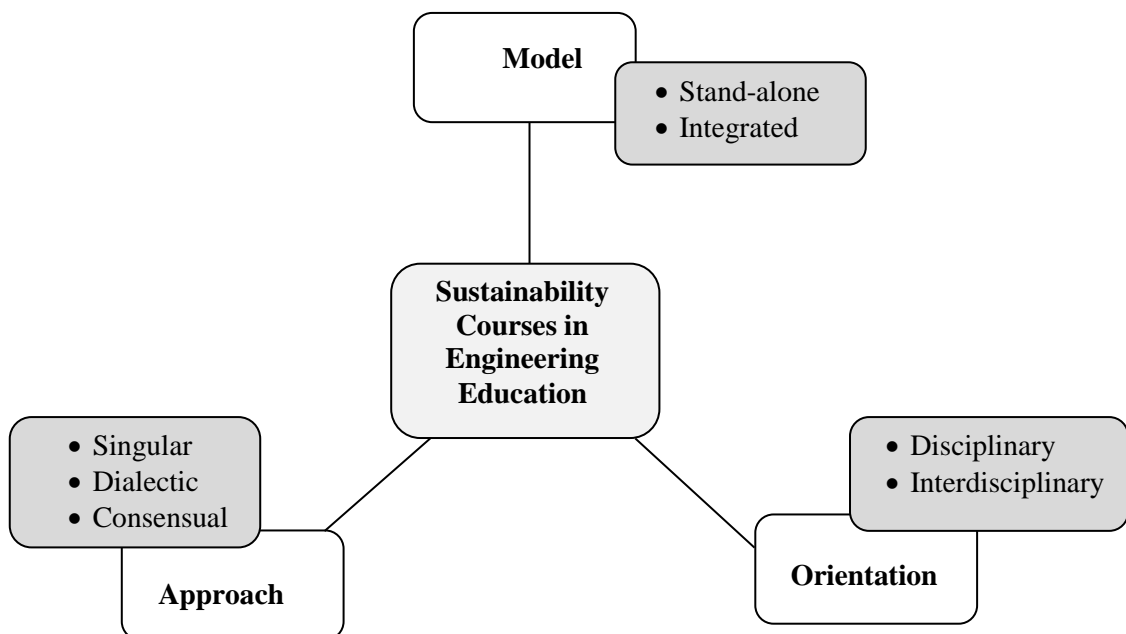 Model
• Stand-alone
• Integrated
Sustainability
Courses in
Engineering
Education
• Singular
• Dialectic
• Consensual
Approach
• Disciplinary
• Interdisciplinary
Orientation